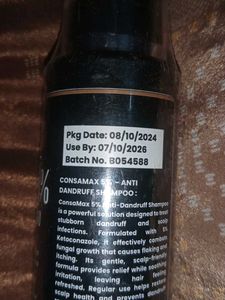 Pkg Date: 08/10/2024
Use By: 07/10/2026
Batch No. B054588
%
CONSAMAX 5% - ANTI
DANDRUFF SHAMPOO :
ConsaMax 5% Anti-Dandruff Shampoo
is a powerful solution designed to treat
stubborn dandruff and scalp
infections. Formulated with
Ketoconazole, it effectively combats
fungal growth that causes flaking and
itching. Its gentle, scalp-friendly
formula provides relief while soothing
irritation, leaving hair feeling
refreshed. Regular use helps restore
scalp health and prevents dandruff